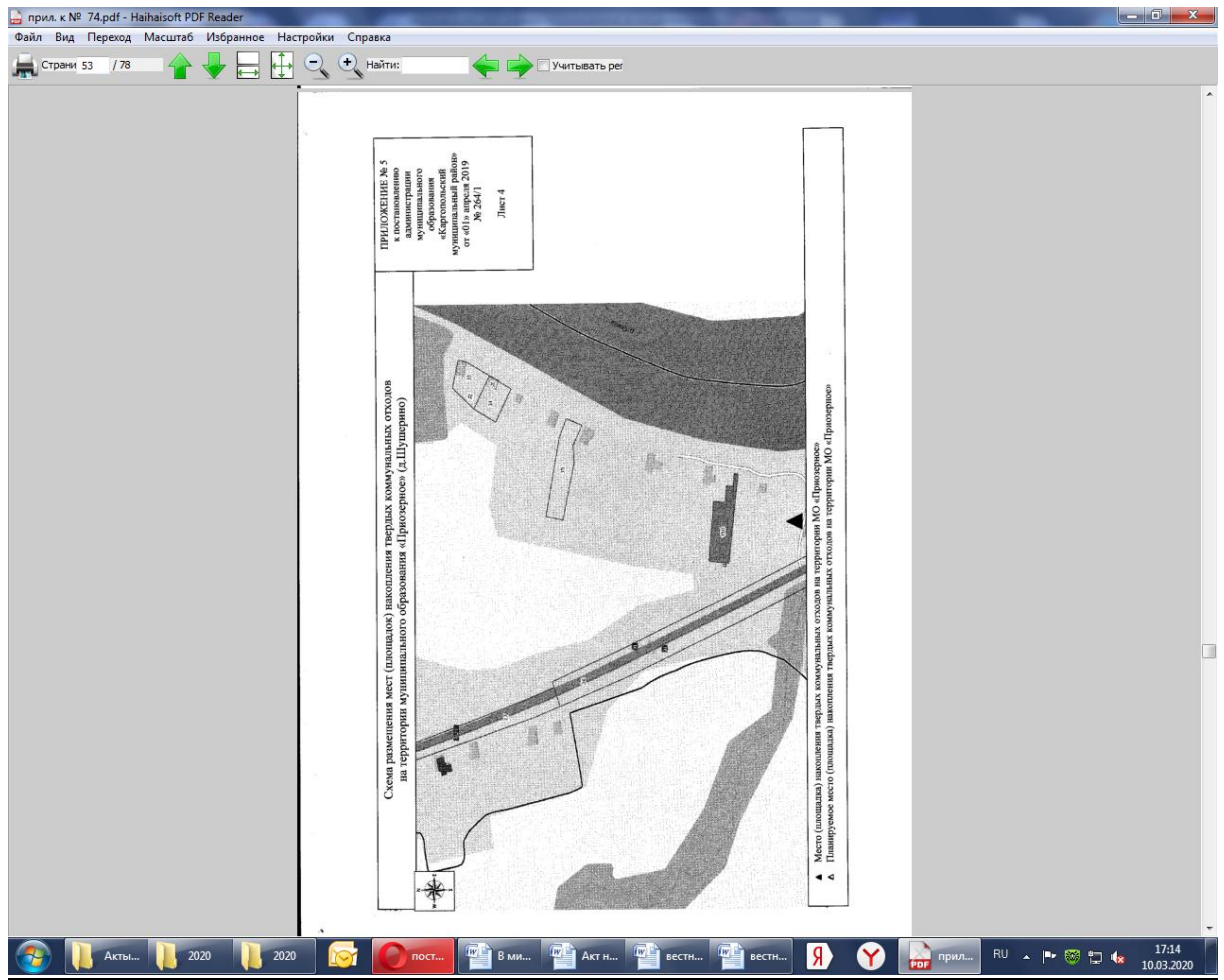 прил. к № 74.pdf - Haihaisoft PDF Reader
Файл Вид Переход Масштаб Избранное Настройки Справка
Страни 53 / 78 Найти: Учитывать рег
ПРИЛОЖЕНИЕ № 5
к постановлению
администрации
муниципального
образования
«Каргопольский
муниципальный район»
от «01» апреля 2019
№ 264/1
Лист 4
Схема размещения мест (площадок) накопления твердых коммунальных отходов
на территории муниципального образования «Приозерное» (д.Шушерино)
Место (площадка) накопления твердых коммунальных отходов на территории МО «Приозерное»
Планируемое место (площадка) накопления твердых коммунальных отходов на территории МО «Приозерное»
Акты... 2020 2020 пост... В ми... Акт н... вестн... вестн... Я Y PDF прил... RU 17:14
10.03.2020